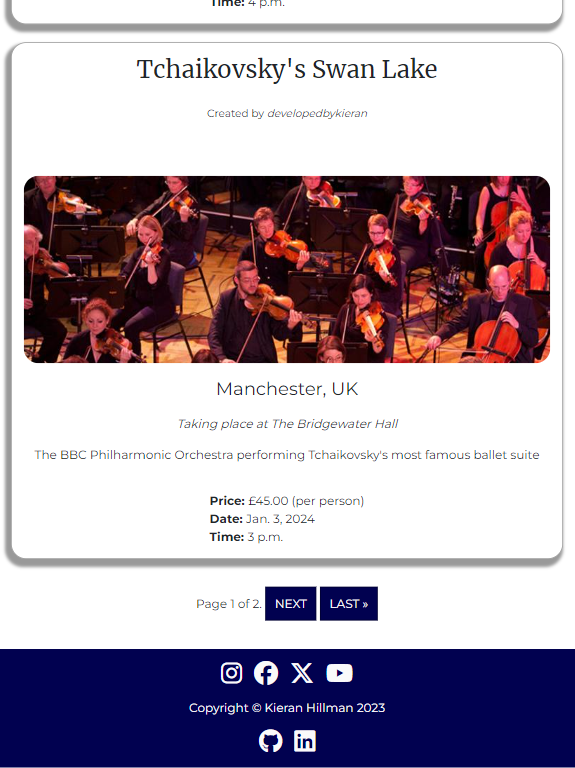 Time: 4 p.m.
Tchaikovsky's Swan Lake
Created by developedbykieran
Manchester, UK
Taking place at The Bridgewater Hall
The BBC Philharmonic Orchestra performing Tchaikovsky's most famous ballet suite
Price: £45.00 (per person)
Date: Jan. 3, 2024
Time: 3 p.m.
Page 1 of 2. NEXT LAST »
Copyright © Kieran Hillman 2023